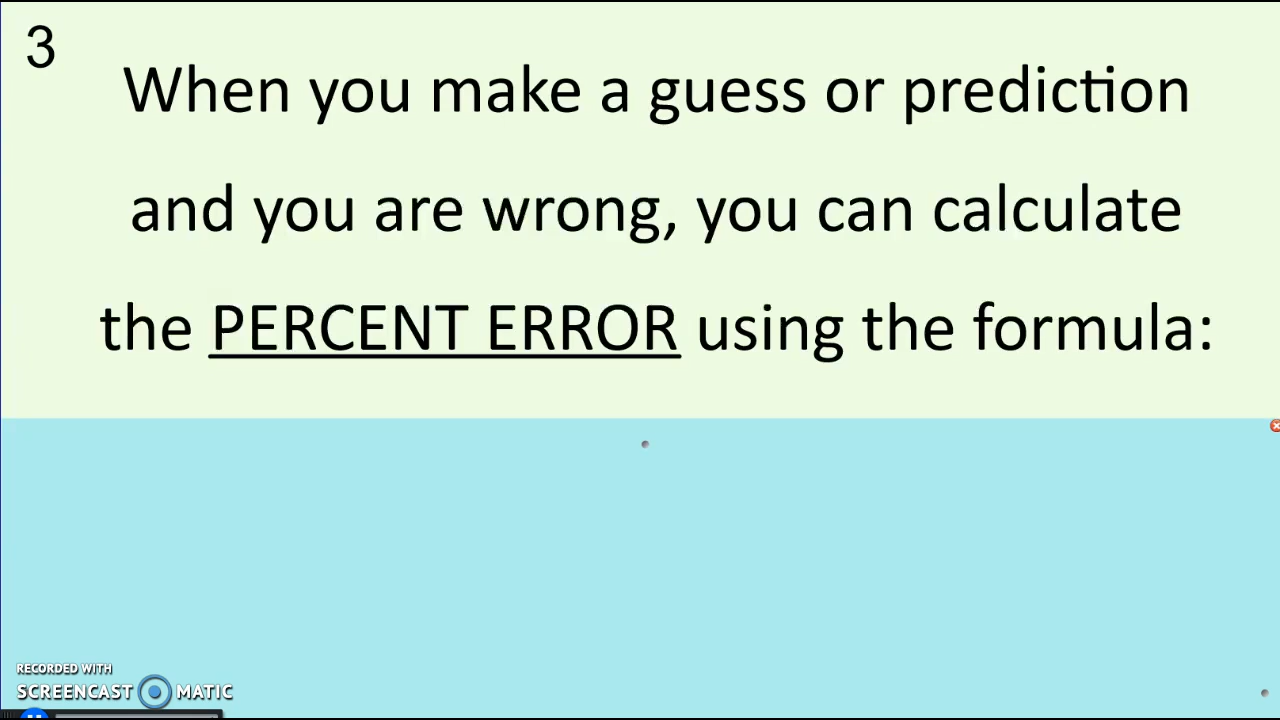 3
When you make a guess or prediction
and you are wrong, you can calculate
the PERCENT ERROR using the formula:
RECORDED WITH
SCREENCAST MATIC